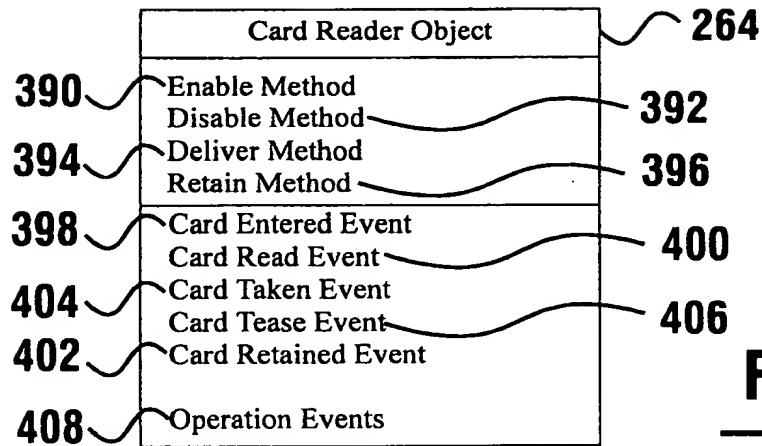 Card Reader Object 264
390 Enable Method
Disable Method 392
394 Deliver Method
Retain Method 396
398 Card Entered Event
Card Read Event 400
404 Card Taken Event
Card Tease Event 406
402 Card Retained Event
408 Operation Events